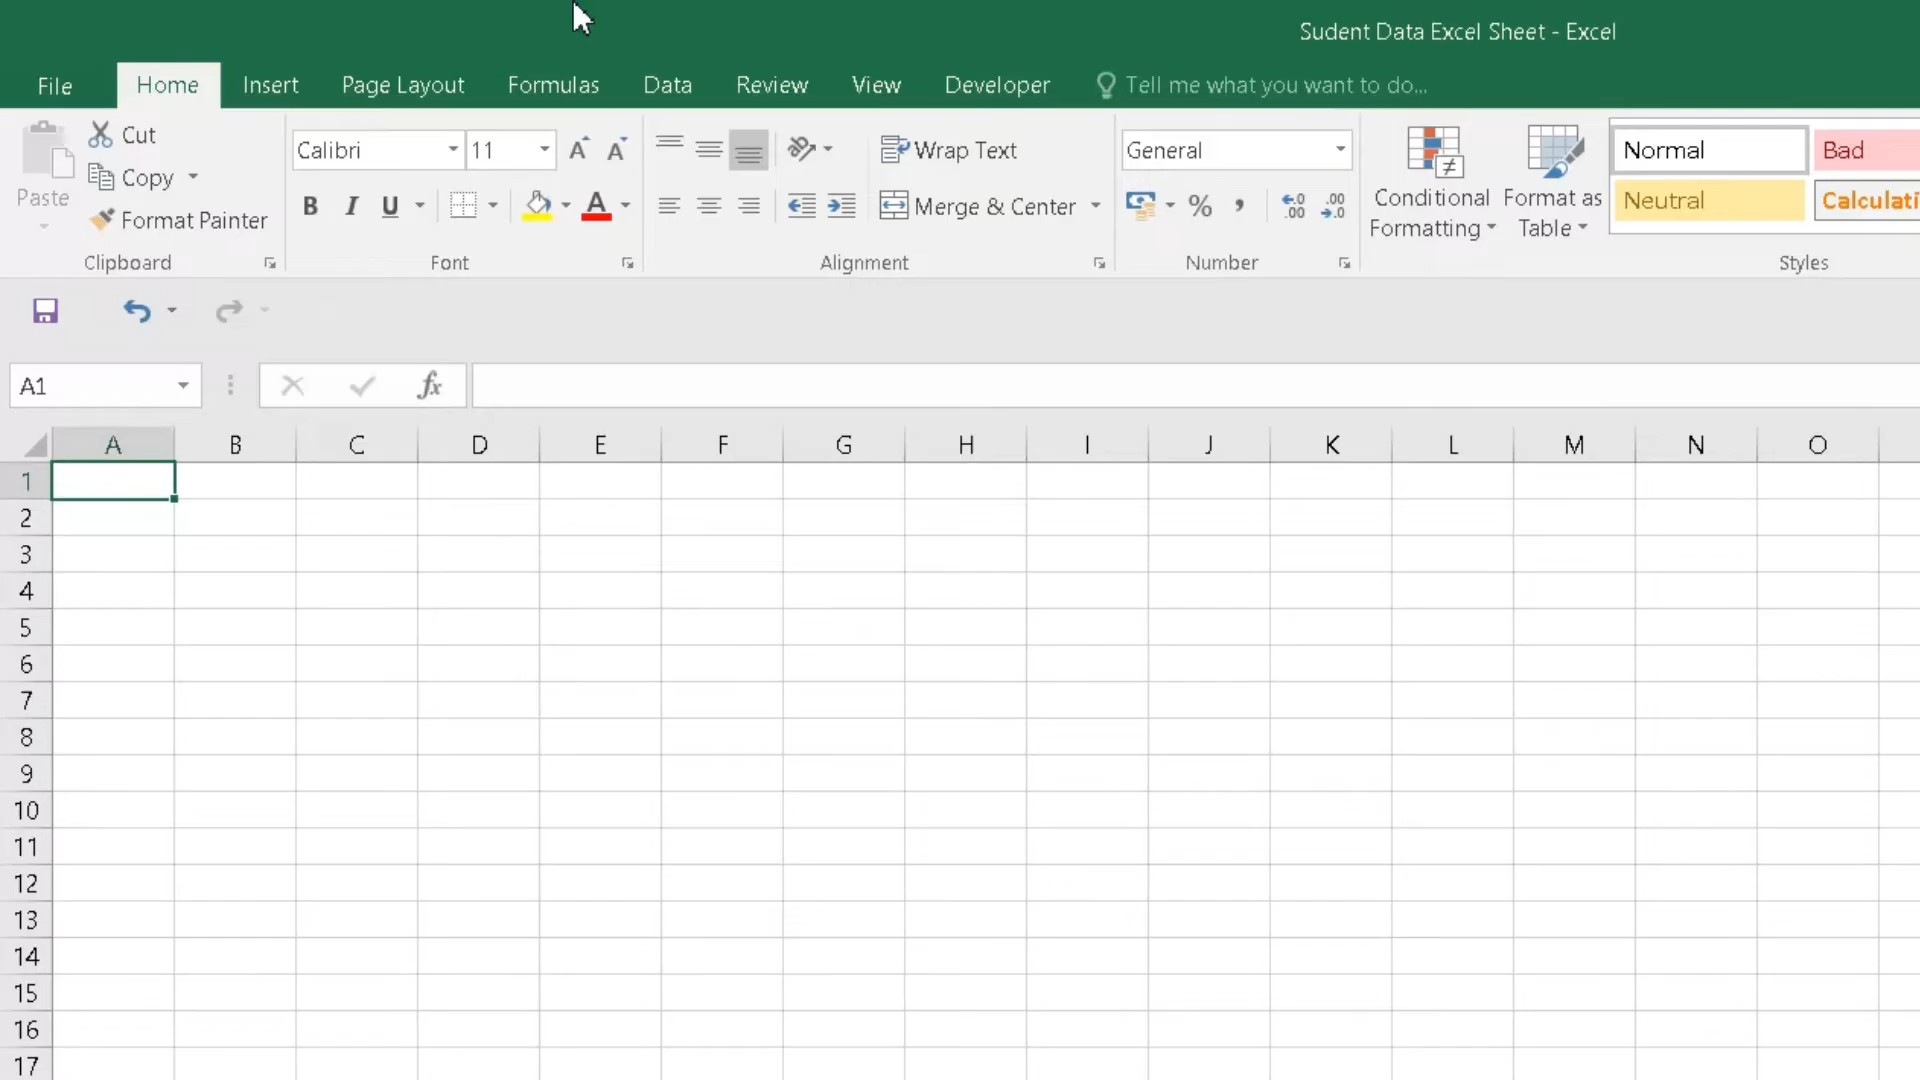 Sudent Data Excel Sheet - Excel
File Home Insert Page Layout Formulas Data Review View Developer Tell me what you want to do...
Paste
Cut
Copy
Format Painter
Clipboard
Calibri 11
B I U A
Font
Wrap Text
Merge & Center
Alignment
General
% , .00 .00
Number
Conditional Formatting
Format as Table
Normal Bad
Neutral Calculati
Styles
A1 fx
A B C D E F G H I J K L M N O
1
2
3
4
5
6
7
8
9
10
11
12
13
14
15
16
17